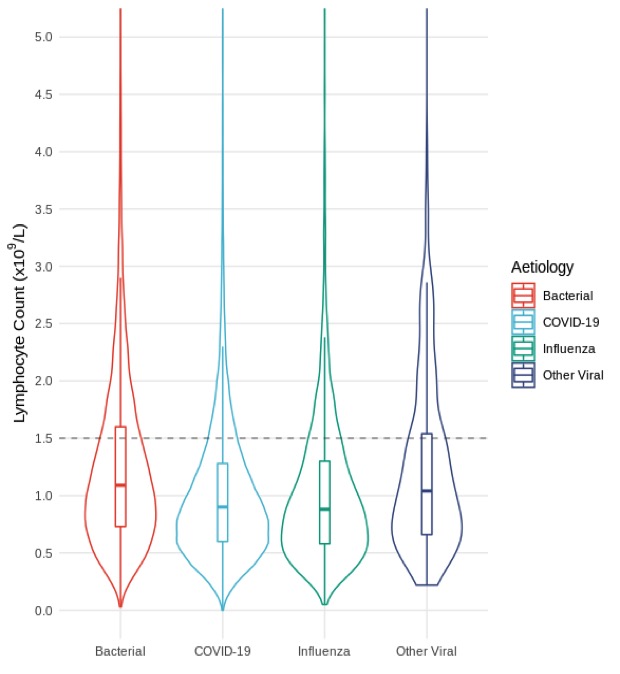 5.0
4.5
4.0
3.5
3.0
2.5
2.0
1.5
1.0
0.5
0.0
Lymphocyte Count (x10⁹/L)
Bacterial COVID-19 Influenza Other Viral
Aetiology
Bacterial
COVID-19
Influenza
Other Viral